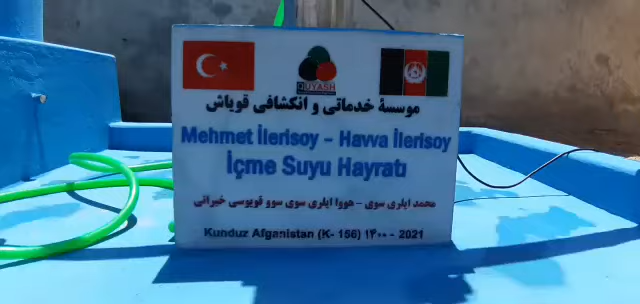 QUYASH
موسسهٔ خدماتی و انکشافی قویاش
Mehmet İlerisoy - Havva İlerisoy
İçme Suyu Hayratı
محمد ایلری سوی - هووا ایلری سوی سوو قویوسی خیراتی
Kunduz Afganistan (K- 156) ۱۴۰۰ - 2021